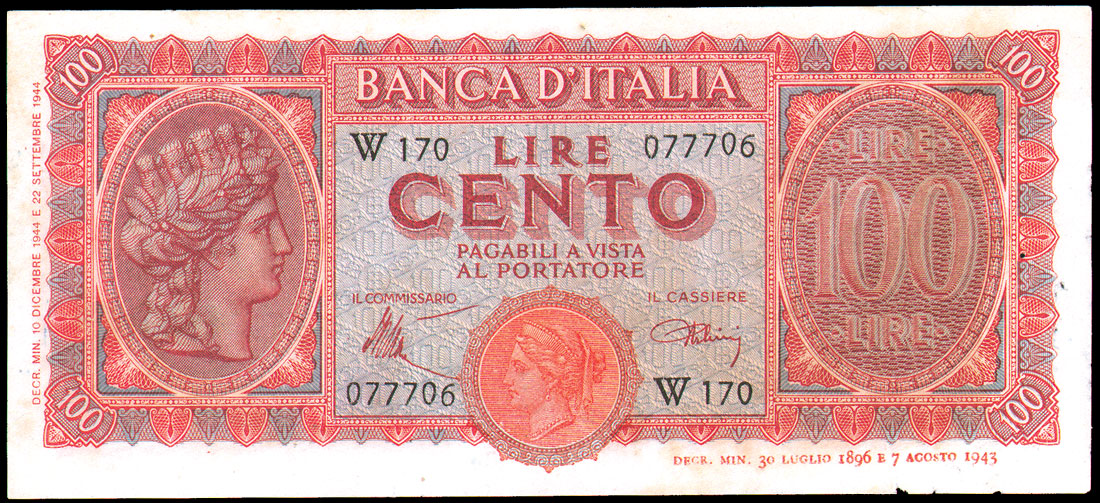 100
100
BANCA D'ITALIA
W 170 LIRE 077706
CENTO
PAGABILI A VISTA
AL PORTATORE
IL COMMISSARIO
IL CASSIERE
077706
W 170
LIRE
100
LIRE
100
100
DECR. MIN. 10 DICEMBRE 1944 E 22 SETTEMBRE 1944
DECR. MIN. 30 LUGLIO 1896 E 7 AGOSTO 1943